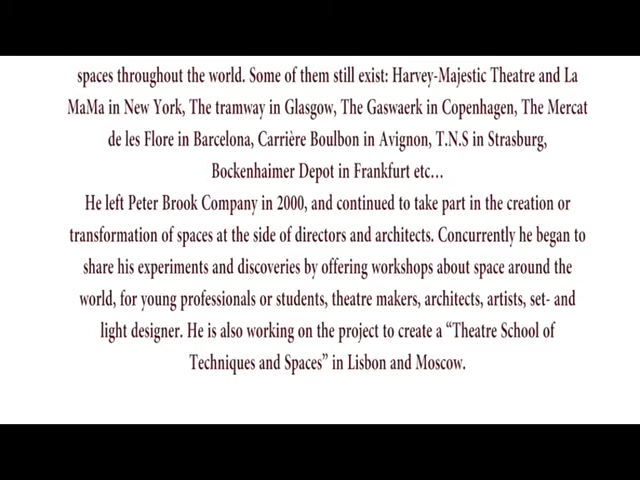 spaces throughout the world. Some of them still exist: Harvey-Majestic Theatre and La
MaMa in New York, The tramway in Glasgow, The Gaswaerk in Copenhagen, The Mercat
de les Flore in Barcelona, Carrière Boulbon in Avignon, T.N.S in Strasburg,
Bockenhaimer Depot in Frankfurt etc…
He left Peter Brook Company in 2000, and continued to take part in the creation or
transformation of spaces at the side of directors and architects. Concurrently he began to
share his experiments and discoveries by offering workshops about space around the
world, for young professionals or students, theatre makers, architects, artists, set- and
light designer. He is also working on the project to create a “Theatre School of
Techniques and Spaces” in Lisbon and Moscow.